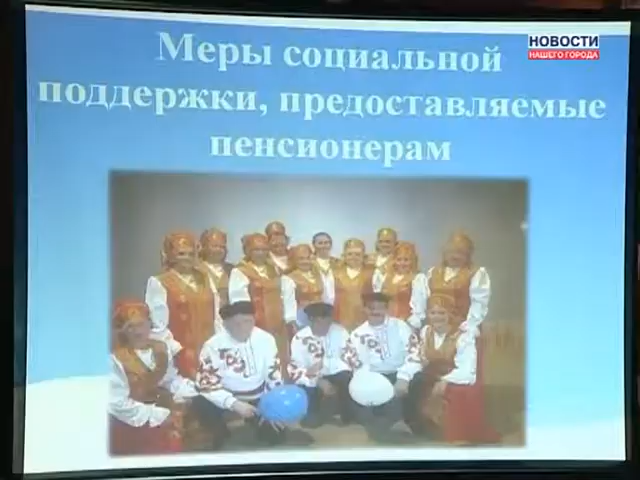 НОВОСТИ
НАШЕГО ГОРОДА
Меры социальной
поддержки, предоставляемые
пенсионерам